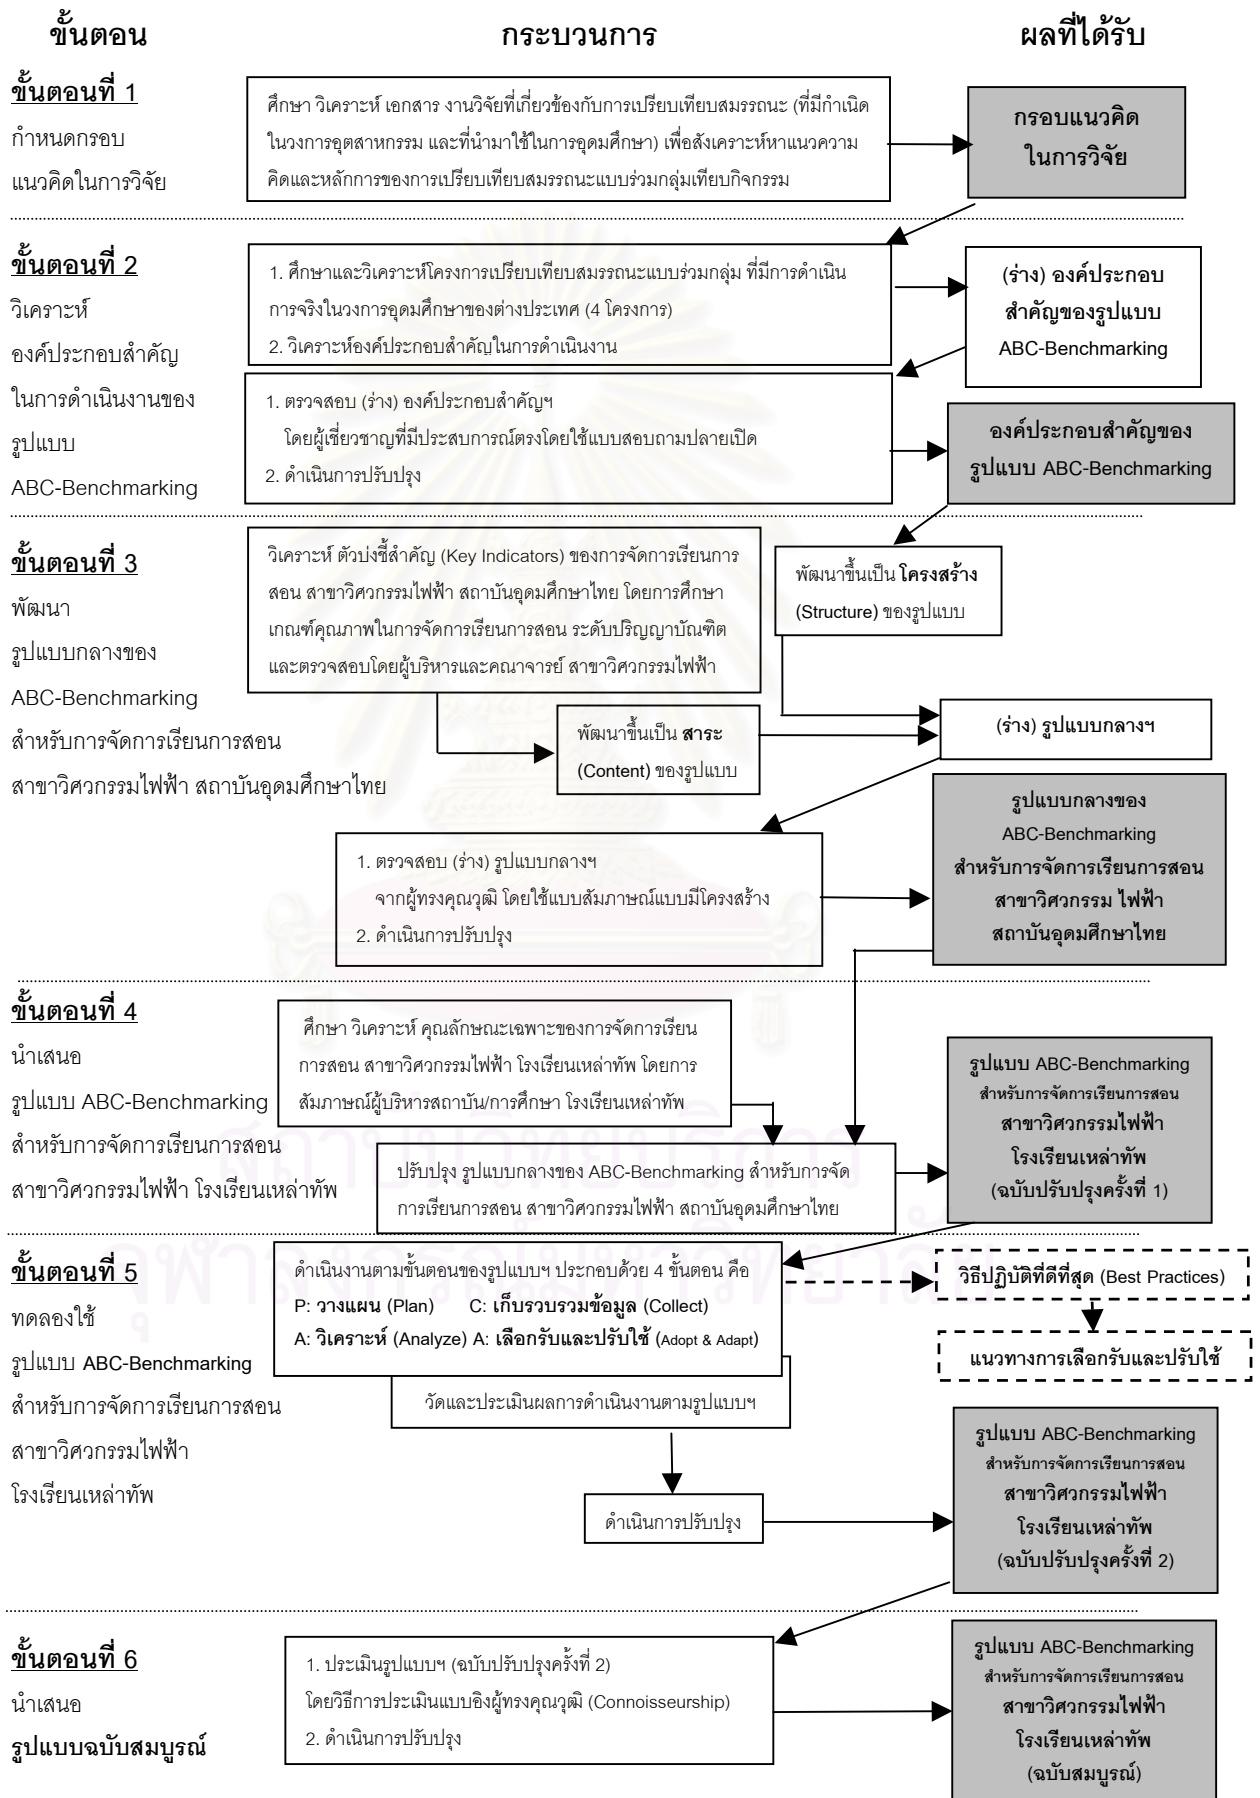 ขั้นตอน
กระบวนการ
ผลที่ได้รับ
ขั้นตอนที่ 1
กำหนดกรอบ
แนวคิดในการวิจัย
ศึกษา วิเคราะห์ เอกสาร งานวิจัยที่เกี่ยวข้องกับการเปรียบเทียบสมรรถนะ (ที่มีกำเนิด
ในวงการอุตสาหกรรม และที่นำมาใช้ในการอุดมศึกษา) เพื่อสังเคราะห์หาแนวความ
คิดและหลักการของการเปรียบเทียบสมรรถนะแบบร่วมกลุ่มเทียบกิจกรรม
กรอบแนวคิด
ในการวิจัย
ขั้นตอนที่ 2
วิเคราะห์
องค์ประกอบสำคัญ
ในการดำเนินงานของ
รูปแบบ
ABC-Benchmarking
1. ศึกษาและวิเคราะห์โครงการเปรียบเทียบสมรรถนะแบบร่วมกลุ่ม ที่มีการดำเนิน
การจริงในวงการอุดมศึกษาของต่างประเทศ (4 โครงการ)
2. วิเคราะห์องค์ประกอบสำคัญในการดำเนินงาน
(ร่าง) องค์ประกอบ
สำคัญของรูปแบบ
ABC-Benchmarking
1. ตรวจสอบ (ร่าง) องค์ประกอบสำคัญฯ
โดยผู้เชี่ยวชาญที่มีประสบการณ์ตรงโดยใช้แบบสอบถามปลายเปิด
2. ดำเนินการปรับปรุง
องค์ประกอบสำคัญของ
รูปแบบ ABC-Benchmarking
ขั้นตอนที่ 3
พัฒนา
รูปแบบกลางของ
ABC-Benchmarking
สำหรับการจัดการเรียนการสอน
สาขาวิศวกรรมไฟฟ้า สถาบันอุดมศึกษาไทย
วิเคราะห์ ตัวบ่งชี้สำคัญ (Key Indicators) ของการจัดการเรียนการ
สอน สาขาวิศวกรรมไฟฟ้า สถาบันอุดมศึกษาไทย โดยการศึกษา
เกณฑ์คุณภาพในการจัดการเรียนการสอน ระดับปริญญาบัณฑิต
และตรวจสอบโดยผู้บริหารและคณาจารย์ สาขาวิศวกรรมไฟฟ้า
พัฒนาขึ้นเป็น โครงสร้าง
(Structure) ของรูปแบบ
พัฒนาขึ้นเป็น สาระ
(Content) ของรูปแบบ
(ร่าง) รูปแบบกลางฯ
1. ตรวจสอบ (ร่าง) รูปแบบกลางฯ
จากผู้ทรงคุณวุฒิ โดยใช้แบบสัมภาษณ์แบบมีโครงสร้าง
2. ดำเนินการปรับปรุง
รูปแบบกลางของ
ABC-Benchmarking
สำหรับการจัดการเรียนการสอน
สาขาวิศวกรรม ไฟฟ้า
สถาบันอุดมศึกษาไทย
ขั้นตอนที่ 4
นำเสนอ
รูปแบบ ABC-Benchmarking
สำหรับการจัดการเรียนการสอน
สาขาวิศวกรรมไฟฟ้า โรงเรียนเหล่าทัพ
ศึกษา วิเคราะห์ คุณลักษณะเฉพาะของการจัดการเรียน
การสอน สาขาวิศวกรรมไฟฟ้า โรงเรียนเหล่าทัพ โดยการ
สัมภาษณ์ผู้บริหารสถาบัน/การศึกษา โรงเรียนเหล่าทัพ
ปรับปรุง รูปแบบกลางของ ABC-Benchmarking สำหรับการจัด
การเรียนการสอน สาขาวิศวกรรมไฟฟ้า สถาบันอุดมศึกษาไทย
รูปแบบ ABC-Benchmarking
สำหรับการจัดการเรียนการสอน
สาขาวิศวกรรมไฟฟ้า
โรงเรียนเหล่าทัพ
(ฉบับปรับปรุงครั้งที่ 1)
สถาบันวิทยบริการ
จุฬาลงกรณ์มหาวิทยาลัย
ขั้นตอนที่ 5
ทดลองใช้
รูปแบบ ABC-Benchmarking
สำหรับการจัดการเรียนการสอน
สาขาวิศวกรรมไฟฟ้า
โรงเรียนเหล่าทัพ
ดำเนินงานตามขั้นตอนของรูปแบบฯ ประกอบด้วย 4 ขั้นตอน คือ
P: วางแผน (Plan) C: เก็บรวบรวมข้อมูล (Collect)
A: วิเคราะห์ (Analyze) A: เลือกรับและปรับใช้ (Adopt & Adapt)
วัดและประเมินผลการดำเนินงานตามรูปแบบฯ
ดำเนินการปรับปรุง
วิธีปฏิบัติที่ดีที่สุด (Best Practices)
แนวทางการเลือกรับและปรับใช้
รูปแบบ ABC-Benchmarking
สำหรับการจัดการเรียนการสอน
สาขาวิศวกรรมไฟฟ้า
โรงเรียนเหล่าทัพ
(ฉบับปรับปรุงครั้งที่ 2)
ขั้นตอนที่ 6
นำเสนอ
รูปแบบฉบับสมบูรณ์
1. ประเมินรูปแบบฯ (ฉบับปรับปรุงครั้งที่ 2)
โดยวิธีการประเมินแบบอิงผู้ทรงคุณวุฒิ (Connoisseurship)
2. ดำเนินการปรับปรุง
รูปแบบ ABC-Benchmarking
สำหรับการจัดการเรียนการสอน
สาขาวิศวกรรมไฟฟ้า
โรงเรียนเหล่าทัพ
(ฉบับสมบูรณ์)